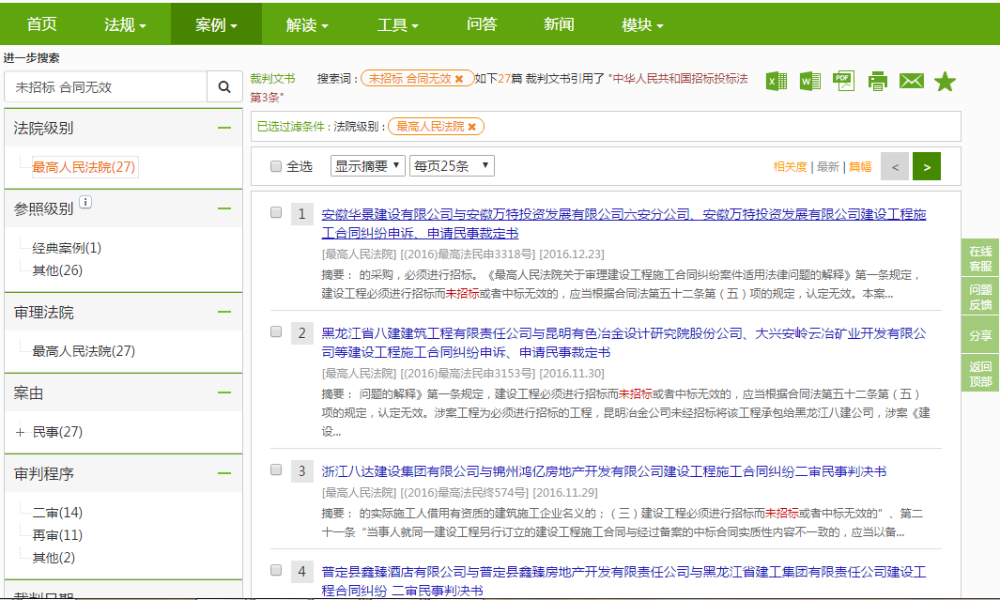 首页 法规 案例 解读 工具 问答 新闻 模块
进一步搜索
未招标 合同无效
裁判文书 搜索词：未招标 合同无效 ✖ 如下27篇 裁判文书引用了 "中华人民共和国招标投标法
第3条"
已选过滤条件：法院级别：最高人民法院 ✖
全选 显示摘要 每页25条 相关度 | 最新 | 篇幅 < >
法院级别
最高人民法院(27)
参照级别
经典案例(1)
其他(26)
审理法院
最高人民法院(27)
案由
民事(27)
审判程序
二审(14)
再审(11)
其他(2)
1 安徽华景建设有限公司与安徽万特投资发展有限公司六安分公司、安徽万特投资发展有限公司建设工程施
工合同纠纷申诉、申请民事裁定书
[最高人民法院] [(2016)最高法民申3318号] [2016.12.23]
摘要： 的采购，必须进行招标。《最高人民法院关于审理建设工程施工合同纠纷案件适用法律问题的解释》第一条规定，
建设工程必须进行招标而未招标或者中标无效的，应当根据合同法第五十二条第（五）项的规定，认定无效。本案...
2 黑龙江省八建建筑工程有限责任公司与昆明有色冶金设计研究院股份公司、大兴安岭云冶矿业开发有限公
司等建设工程施工合同纠纷申诉、申请民事裁定书
[最高人民法院] [(2016)最高法民申3153号] [2016.11.30]
摘要： 问题的解释》第一条规定，建设工程必须进行招标而未招标或者中标无效的，应当根据合同法第五十二条第（五）
项的规定，认定无效。涉案工程为必须进行招标的工程，昆明冶金公司未经招标将该工程承包给黑龙江八建公司，涉案《建
设...
3 浙江八达建设集团有限公司与锦州鸿亿房地产开发有限公司建设工程施工合同纠纷二审民事判决书
[最高人民法院] [(2016)最高法民终574号] [2016.11.29]
摘要： 的实际施工人借用有资质的建筑施工企业名义的；（三）建设工程必须进行招标而未招标或者中标无效的”、第二
十一条“当事人就同一建设工程另行订立的建设工程施工合同与经过备案的中标合同实质性内容不一致的，应当以备...
4 普定县鑫臻酒店有限公司与普定县鑫臻房地产开发有限责任公司与黑龙江省建工集团有限责任公司建设工
程合同纠纷 二审民事判决书
在线
客服
问题
反馈
分享
返回
顶部